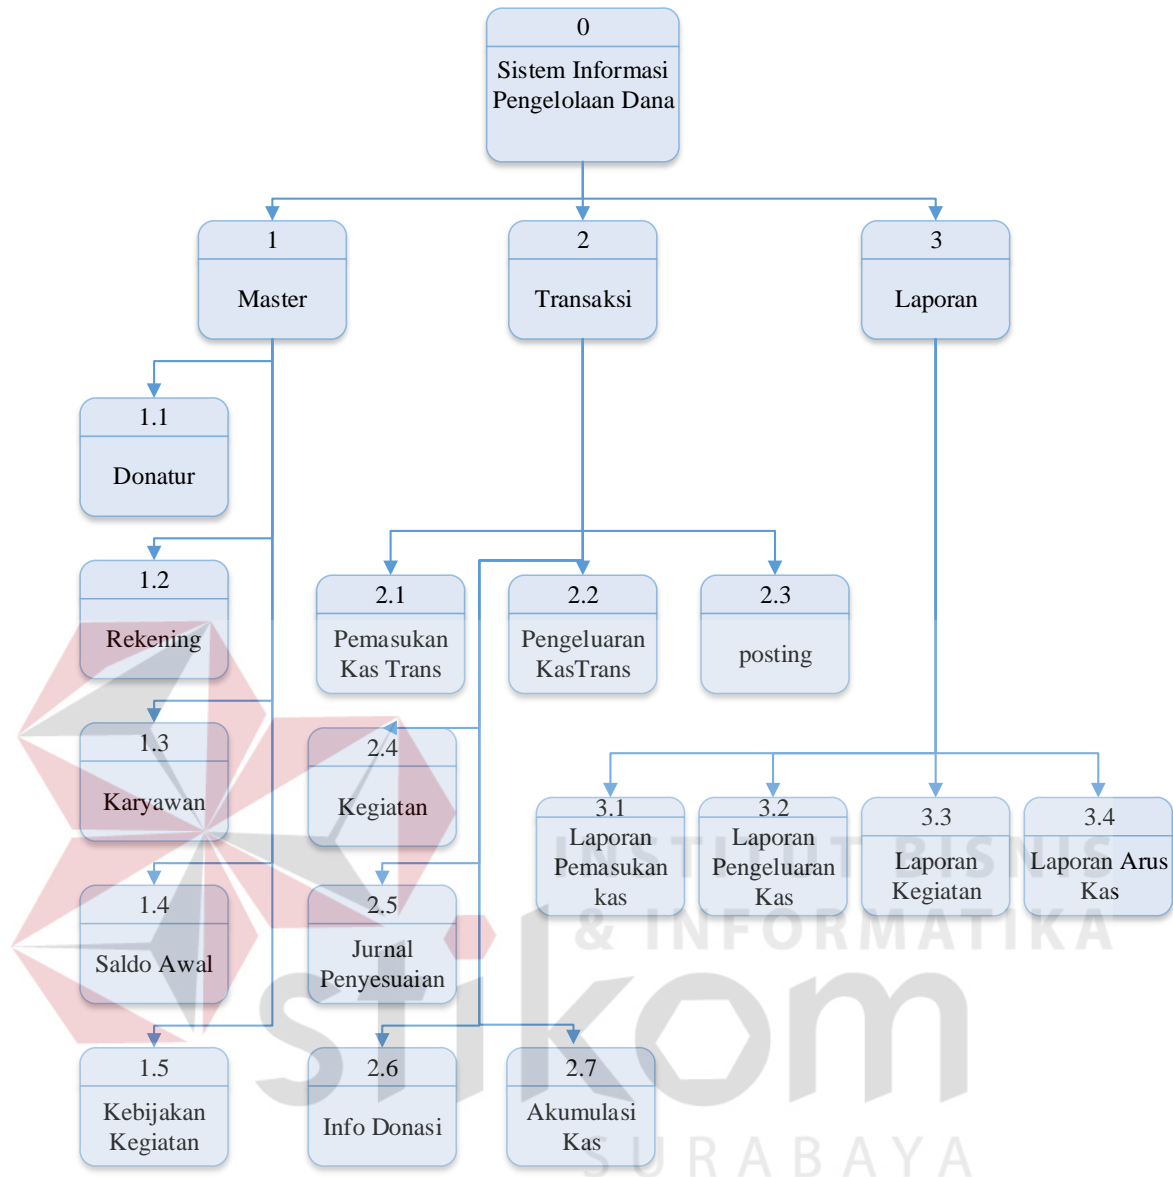 0
Sistem Informasi
Pengelolaan Dana
1
Master
2
Transaksi
3
Laporan
1.1
Donatur
1.2
Rekening
1.3
Karyawan
1.4
Saldo Awal
1.5
Kebijakan
Kegiatan
2.1
Pemasukan
Kas Trans
2.2
Pengeluaran
KasTrans
2.3
posting
2.4
Kegiatan
2.5
Jurnal
Penyesuaian
2.6
Info Donasi
2.7
Akumulasi
Kas
3.1
Laporan
Pemasukan
kas
3.2
Laporan
Pengeluaran
Kas
3.3
Laporan
Kegiatan
3.4
Laporan Arus
Kas
INSTITUT BISNIS
& INFORMATIKA
stikom
SURABAYA